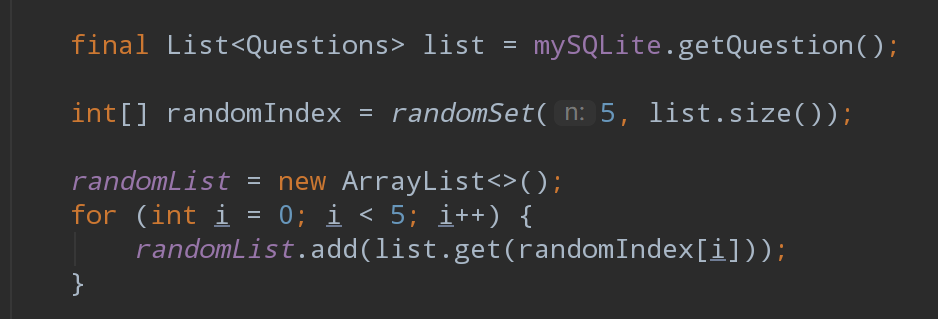 final List<Questions> list = mySQLite.getQuestion();
int[] randomIndex = randomSet( n: 5, list.size());
randomList = new ArrayList<>();
for (int i = 0; i < 5; i++) {
randomList.add(list.get(randomIndex[i]));
}